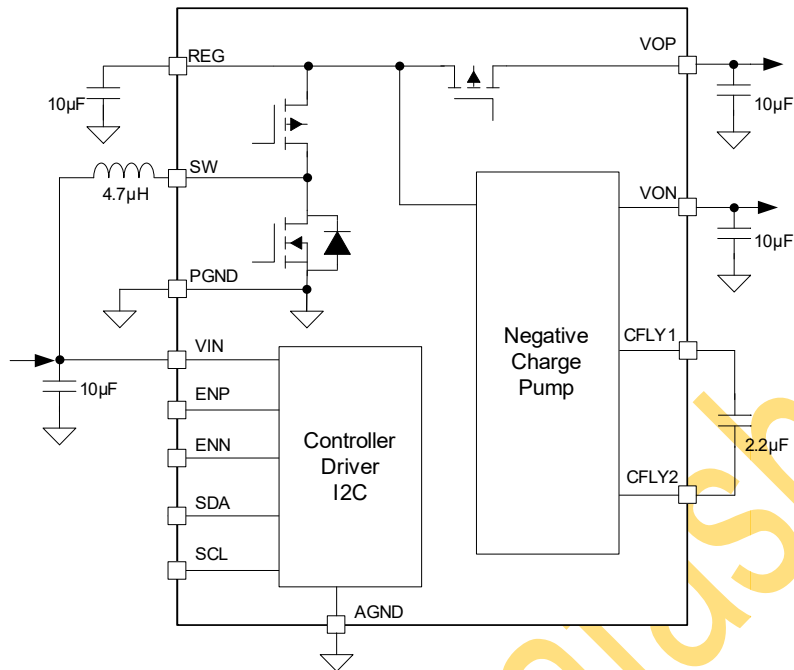 REG
VOP
10µF
10µF
SW
4.7µH
VON
10µF
PGND
Negative
Charge
Pump
VIN
CFLY1
10µF
ENP
Controller
Driver
I2C
ENN
2.2µF
CFLY2
SDA
SCL
AGND